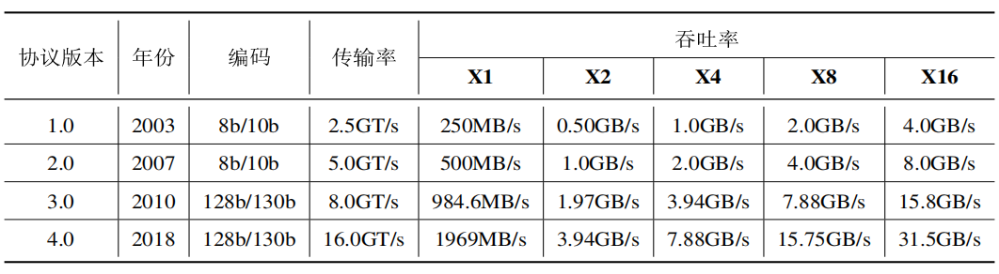 协议版本 年份 编码 传输率 吞吐率
X1 X2 X4 X8 X16
1.0 2003 8b/10b 2.5GT/s 250MB/s 0.50GB/s 1.0GB/s 2.0GB/s 4.0GB/s
2.0 2007 8b/10b 5.0GT/s 500MB/s 1.0GB/s 2.0GB/s 4.0GB/s 8.0GB/s
3.0 2010 128b/130b 8.0GT/s 984.6MB/s 1.97GB/s 3.94GB/s 7.88GB/s 15.8GB/s
4.0 2018 128b/130b 16.0GT/s 1969MB/s 3.94GB/s 7.88GB/s 15.75GB/s 31.5GB/s